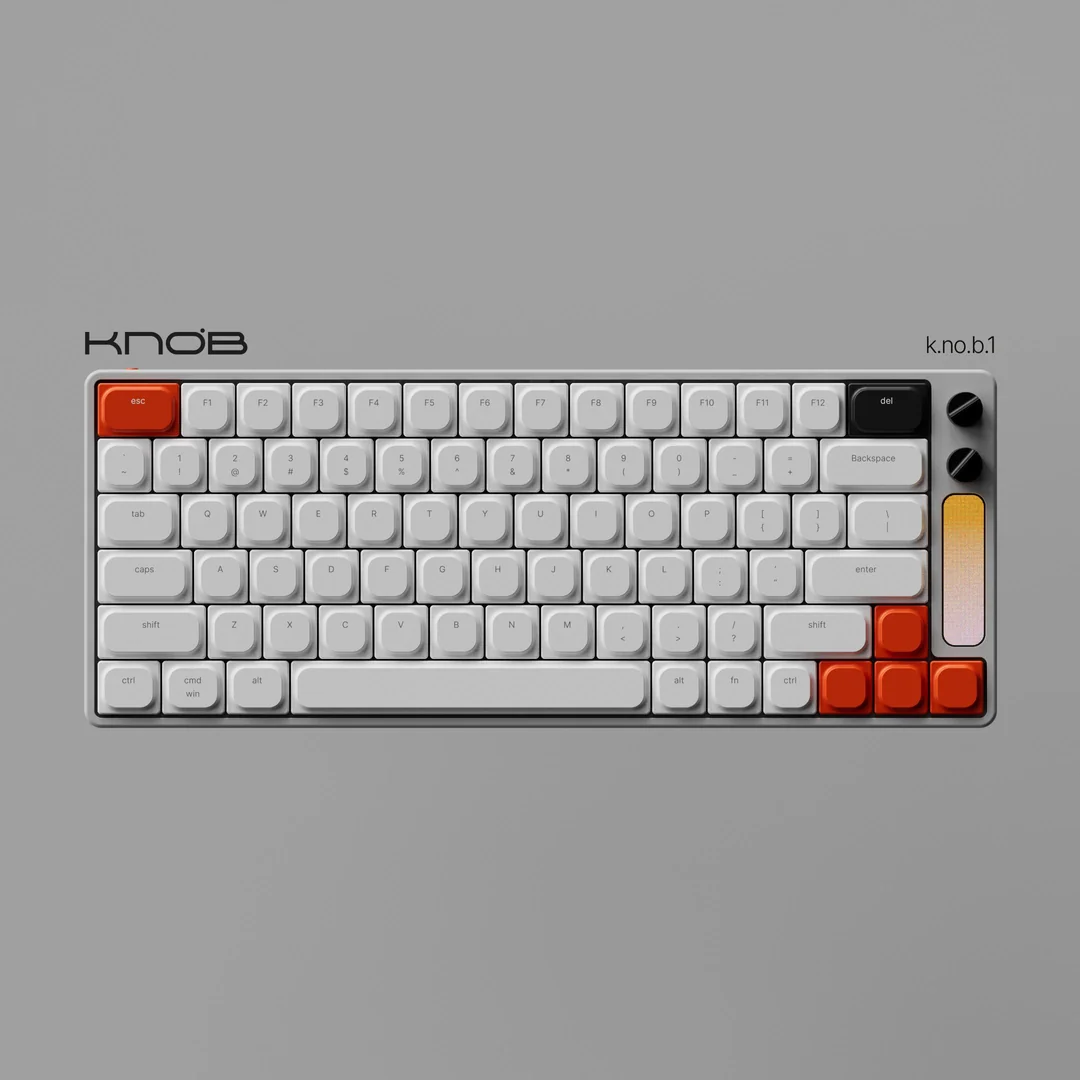 KNOB
k.no.b.1
esc F1 F2 F3 F4 F5 F6 F7 F8 F9 F10 F11 F12 del
` 1 2 3 4 5 6 7 8 9 0 - = Backspace
~ ! @ # $ % ^ & * ( ) _ +
tab Q W E R T Y U I O P [ ] \
{ } |
caps A S D F G H J K L ; ' enter
: "
shift Z X C V B N M , . / shift
< > ?
ctrl cmd alt alt fn ctrl
win